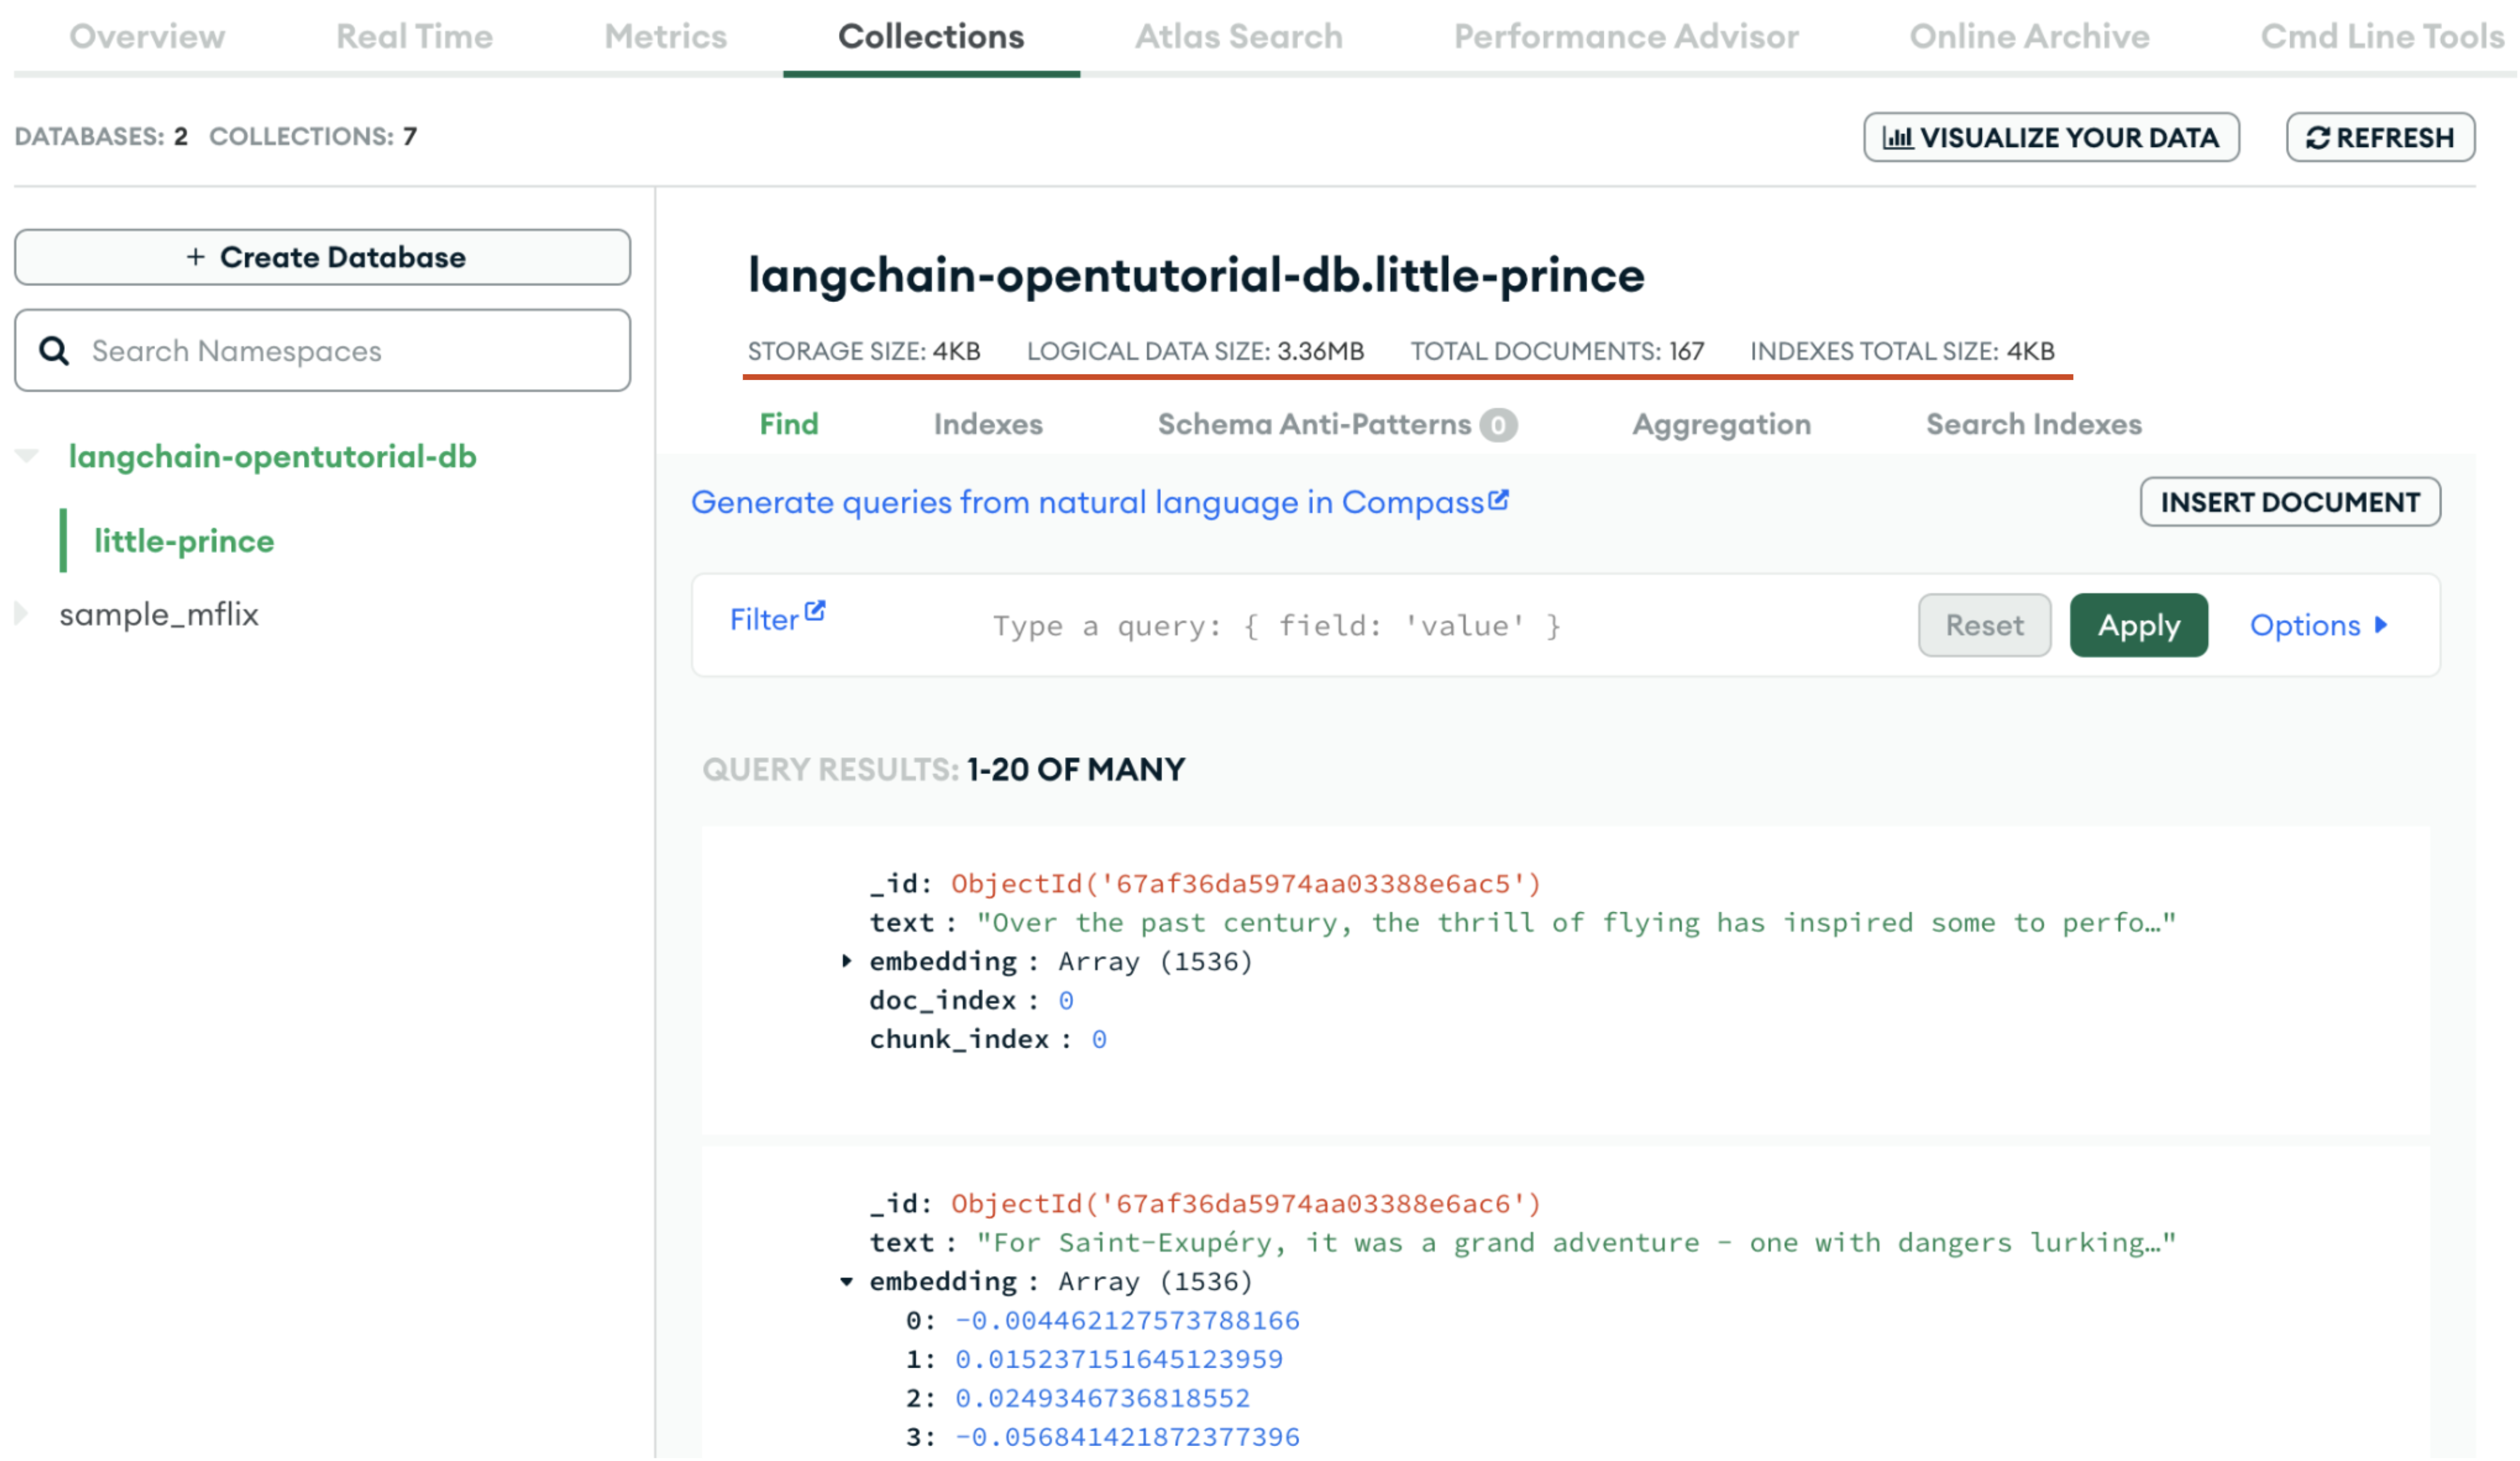 Overview Real Time Metrics Collections Atlas Search Performance Advisor Online Archive Cmd Line Tools
DATABASES: 2 COLLECTIONS: 7
VISUALIZE YOUR DATA
REFRESH
+ Create Database
Search Namespaces
langchain-opentutorial-db
little-prince
sample_mflix
langchain-opentutorial-db.little-prince
STORAGE SIZE: 4KB LOGICAL DATA SIZE: 3.36MB TOTAL DOCUMENTS: 167 INDEXES TOTAL SIZE: 4KB
Find Indexes Schema Anti-Patterns 0 Aggregation Search Indexes
Generate queries from natural language in Compass
INSERT DOCUMENT
Filter Type a query: { field: 'value' } Reset Apply Options
QUERY RESULTS: 1-20 OF MANY
_id: ObjectId('67af36da5974aa03388e6ac5')
text : "Over the past century, the thrill of flying has inspired some to perfo…"
embedding : Array (1536)
doc_index : 0
chunk_index : 0
_id: ObjectId('67af36da5974aa03388e6ac6')
text : "For Saint-Exupéry, it was a grand adventure - one with dangers lurking…"
embedding : Array (1536)
0: -0.004462127573788166
1: 0.015237151645123959
2: 0.0249346736818552
3: -0.056841421872377396